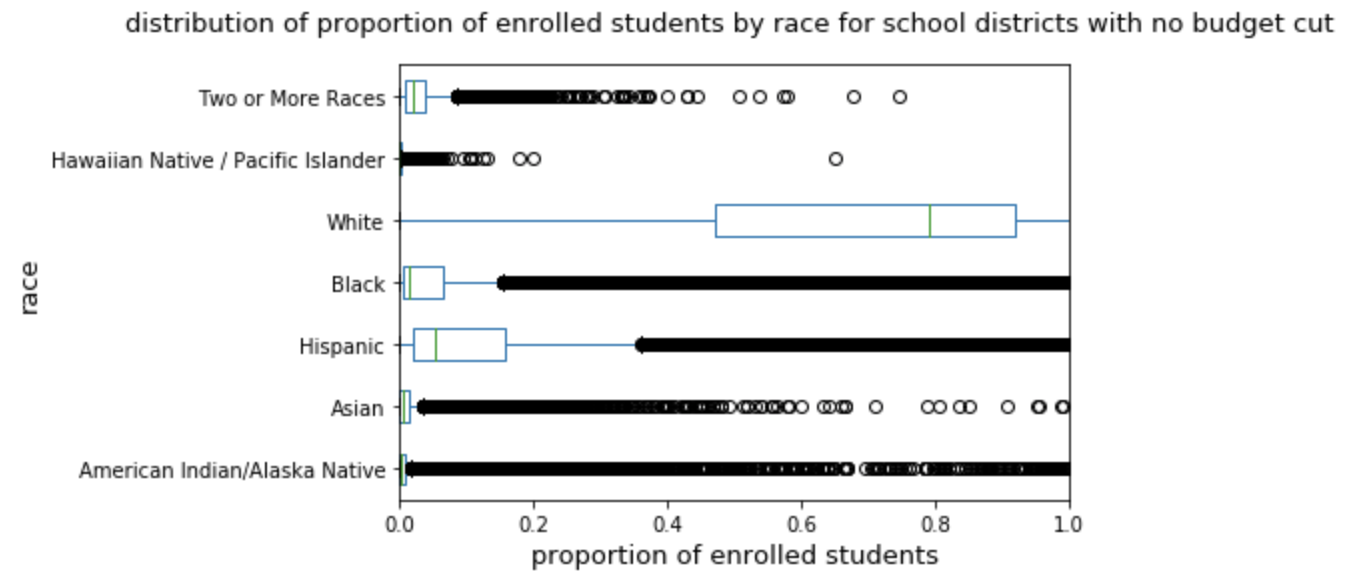 distribution of proportion of enrolled students by race for school districts with no budget cut
Two or More Races
Hawaiian Native / Pacific Islander
White
Black
Hispanic
Asian
American Indian/Alaska Native
race
0.0 0.2 0.4 0.6 0.8 1.0
proportion of enrolled students